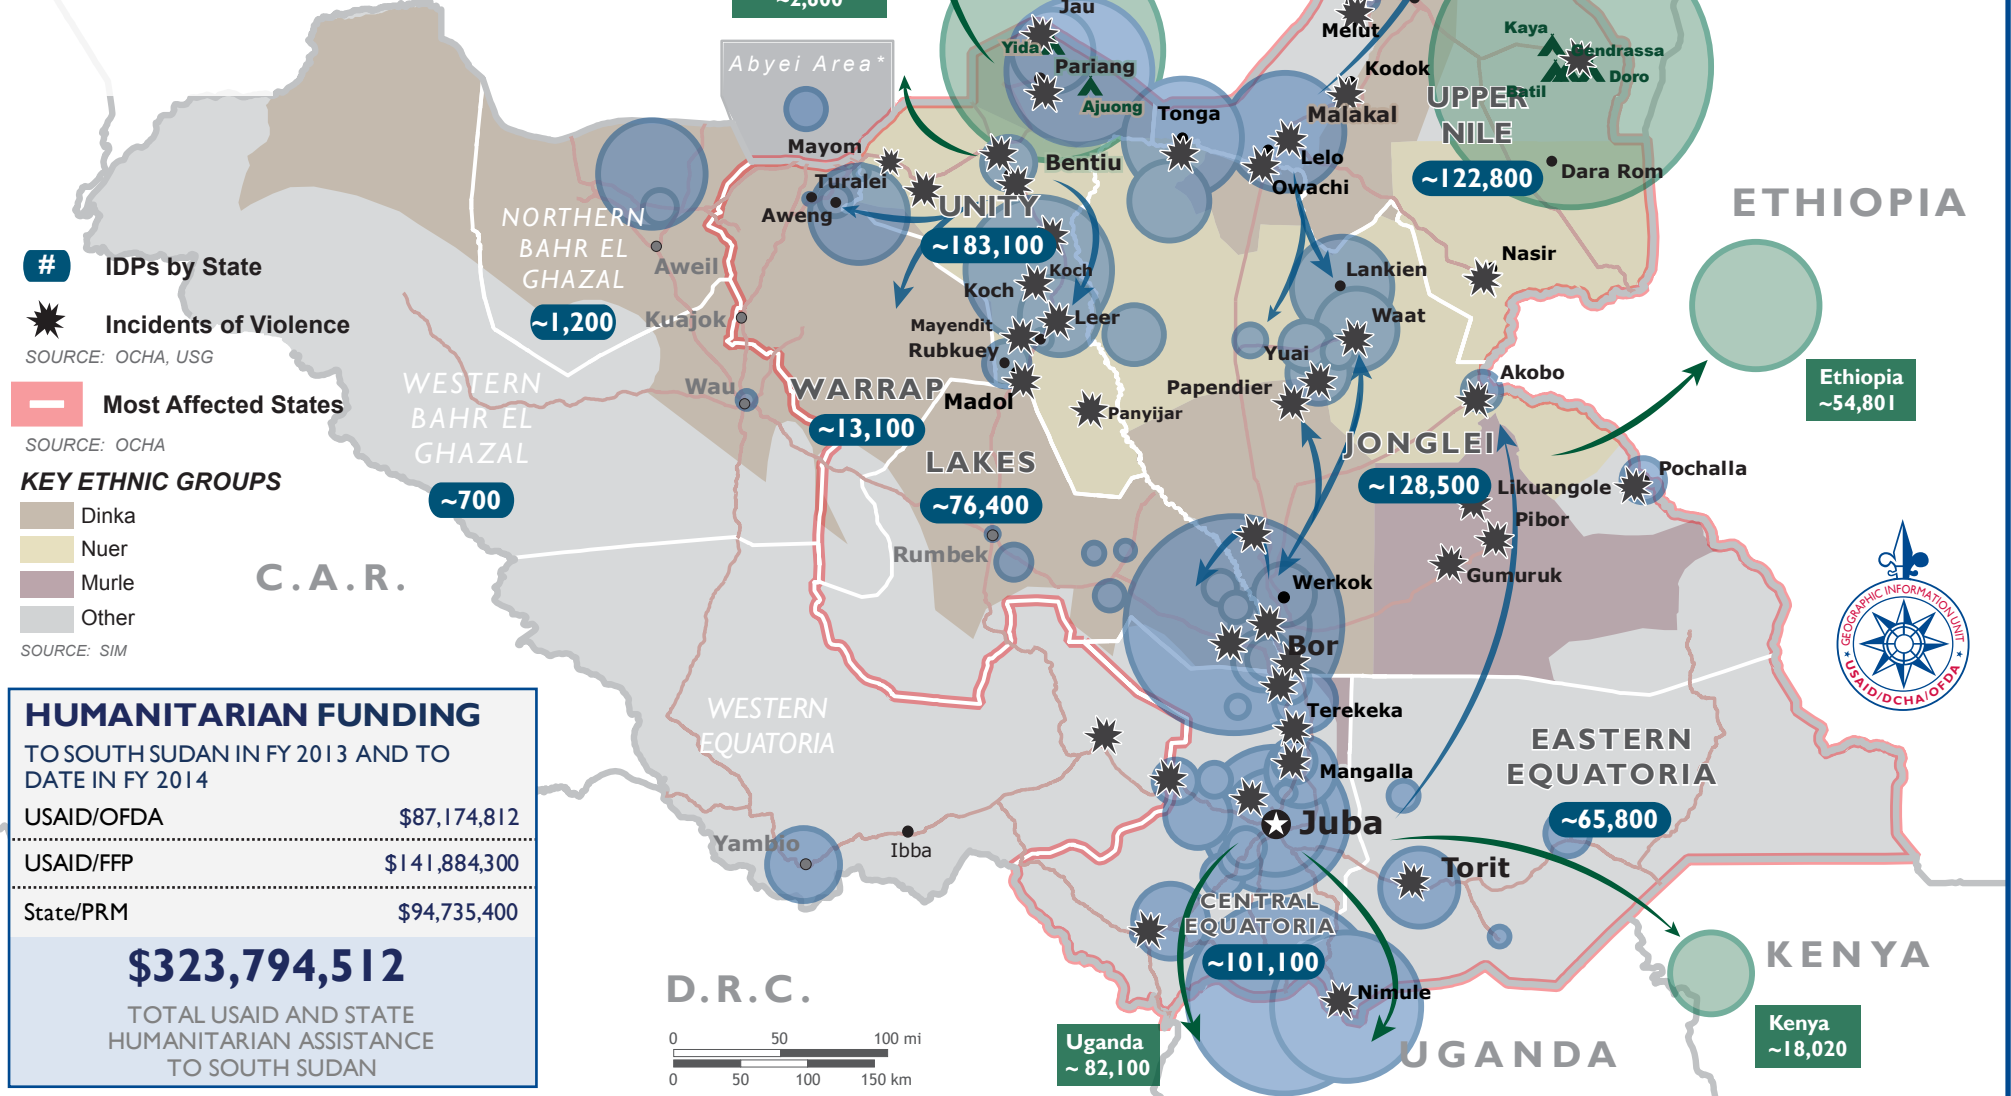 ~2,600
Jau
Yida
Pariang
Ajuong
Melut
Kodok
Kaya
Gendrassa
Doro
Batil
Abyei Area*
Mayom
Bentiu
Tonga
Malakal
Lelo
Owachi
UPPER
NILE
~122,800
Dara Rom
ETHIOPIA
Turalei
Aweng
UNITY
~183,100
NORTHERN
BAHR EL
GHAZAL
~1,200
Aweil
Kuajok
Koch
Koch
Leer
Mayendit
Rubkuey
Madol
Panyijar
Lankien
Waat
Nasir
Yuai
Papendier
Akobo
Ethiopia
~54,801
#
IDPs by State
Incidents of Violence
SOURCE: OCHA, USG
Most Affected States
SOURCE: OCHA
KEY ETHNIC GROUPS
Dinka
Nuer
Murle
Other
SOURCE: SIM
WESTERN
BAHR EL
GHAZAL
~700
Wau
WARRAP
~13,100
LAKES
~76,400
Rumbek
JONGLEI
~128,500
Likuangole
Pochalla
Pibor
Gumuruk
Werkok
Bor
C.A.R.
GEOGRAPHIC INFORMATION UNIT
USAID/DCHA/OFDA
WESTERN
EQUATORIA
Terekeka
Mangalla
Juba
EASTERN
EQUATORIA
~65,800
Torit
Yambio
Ibba
CENTRAL
EQUATORIA
~101,100
Nimule
KENYA
Kenya
~18,020
UGANDA
Uganda
~ 82,100
D.R.C.
0 50 100 mi
0 50 100 150 km
HUMANITARIAN FUNDING
TO SOUTH SUDAN IN FY 2013 AND TO
DATE IN FY 2014
USAID/OFDA $87,174,812
USAID/FFP $141,884,300
State/PRM $94,735,400
$323,794,512
TOTAL USAID AND STATE
HUMANITARIAN ASSISTANCE
TO SOUTH SUDAN